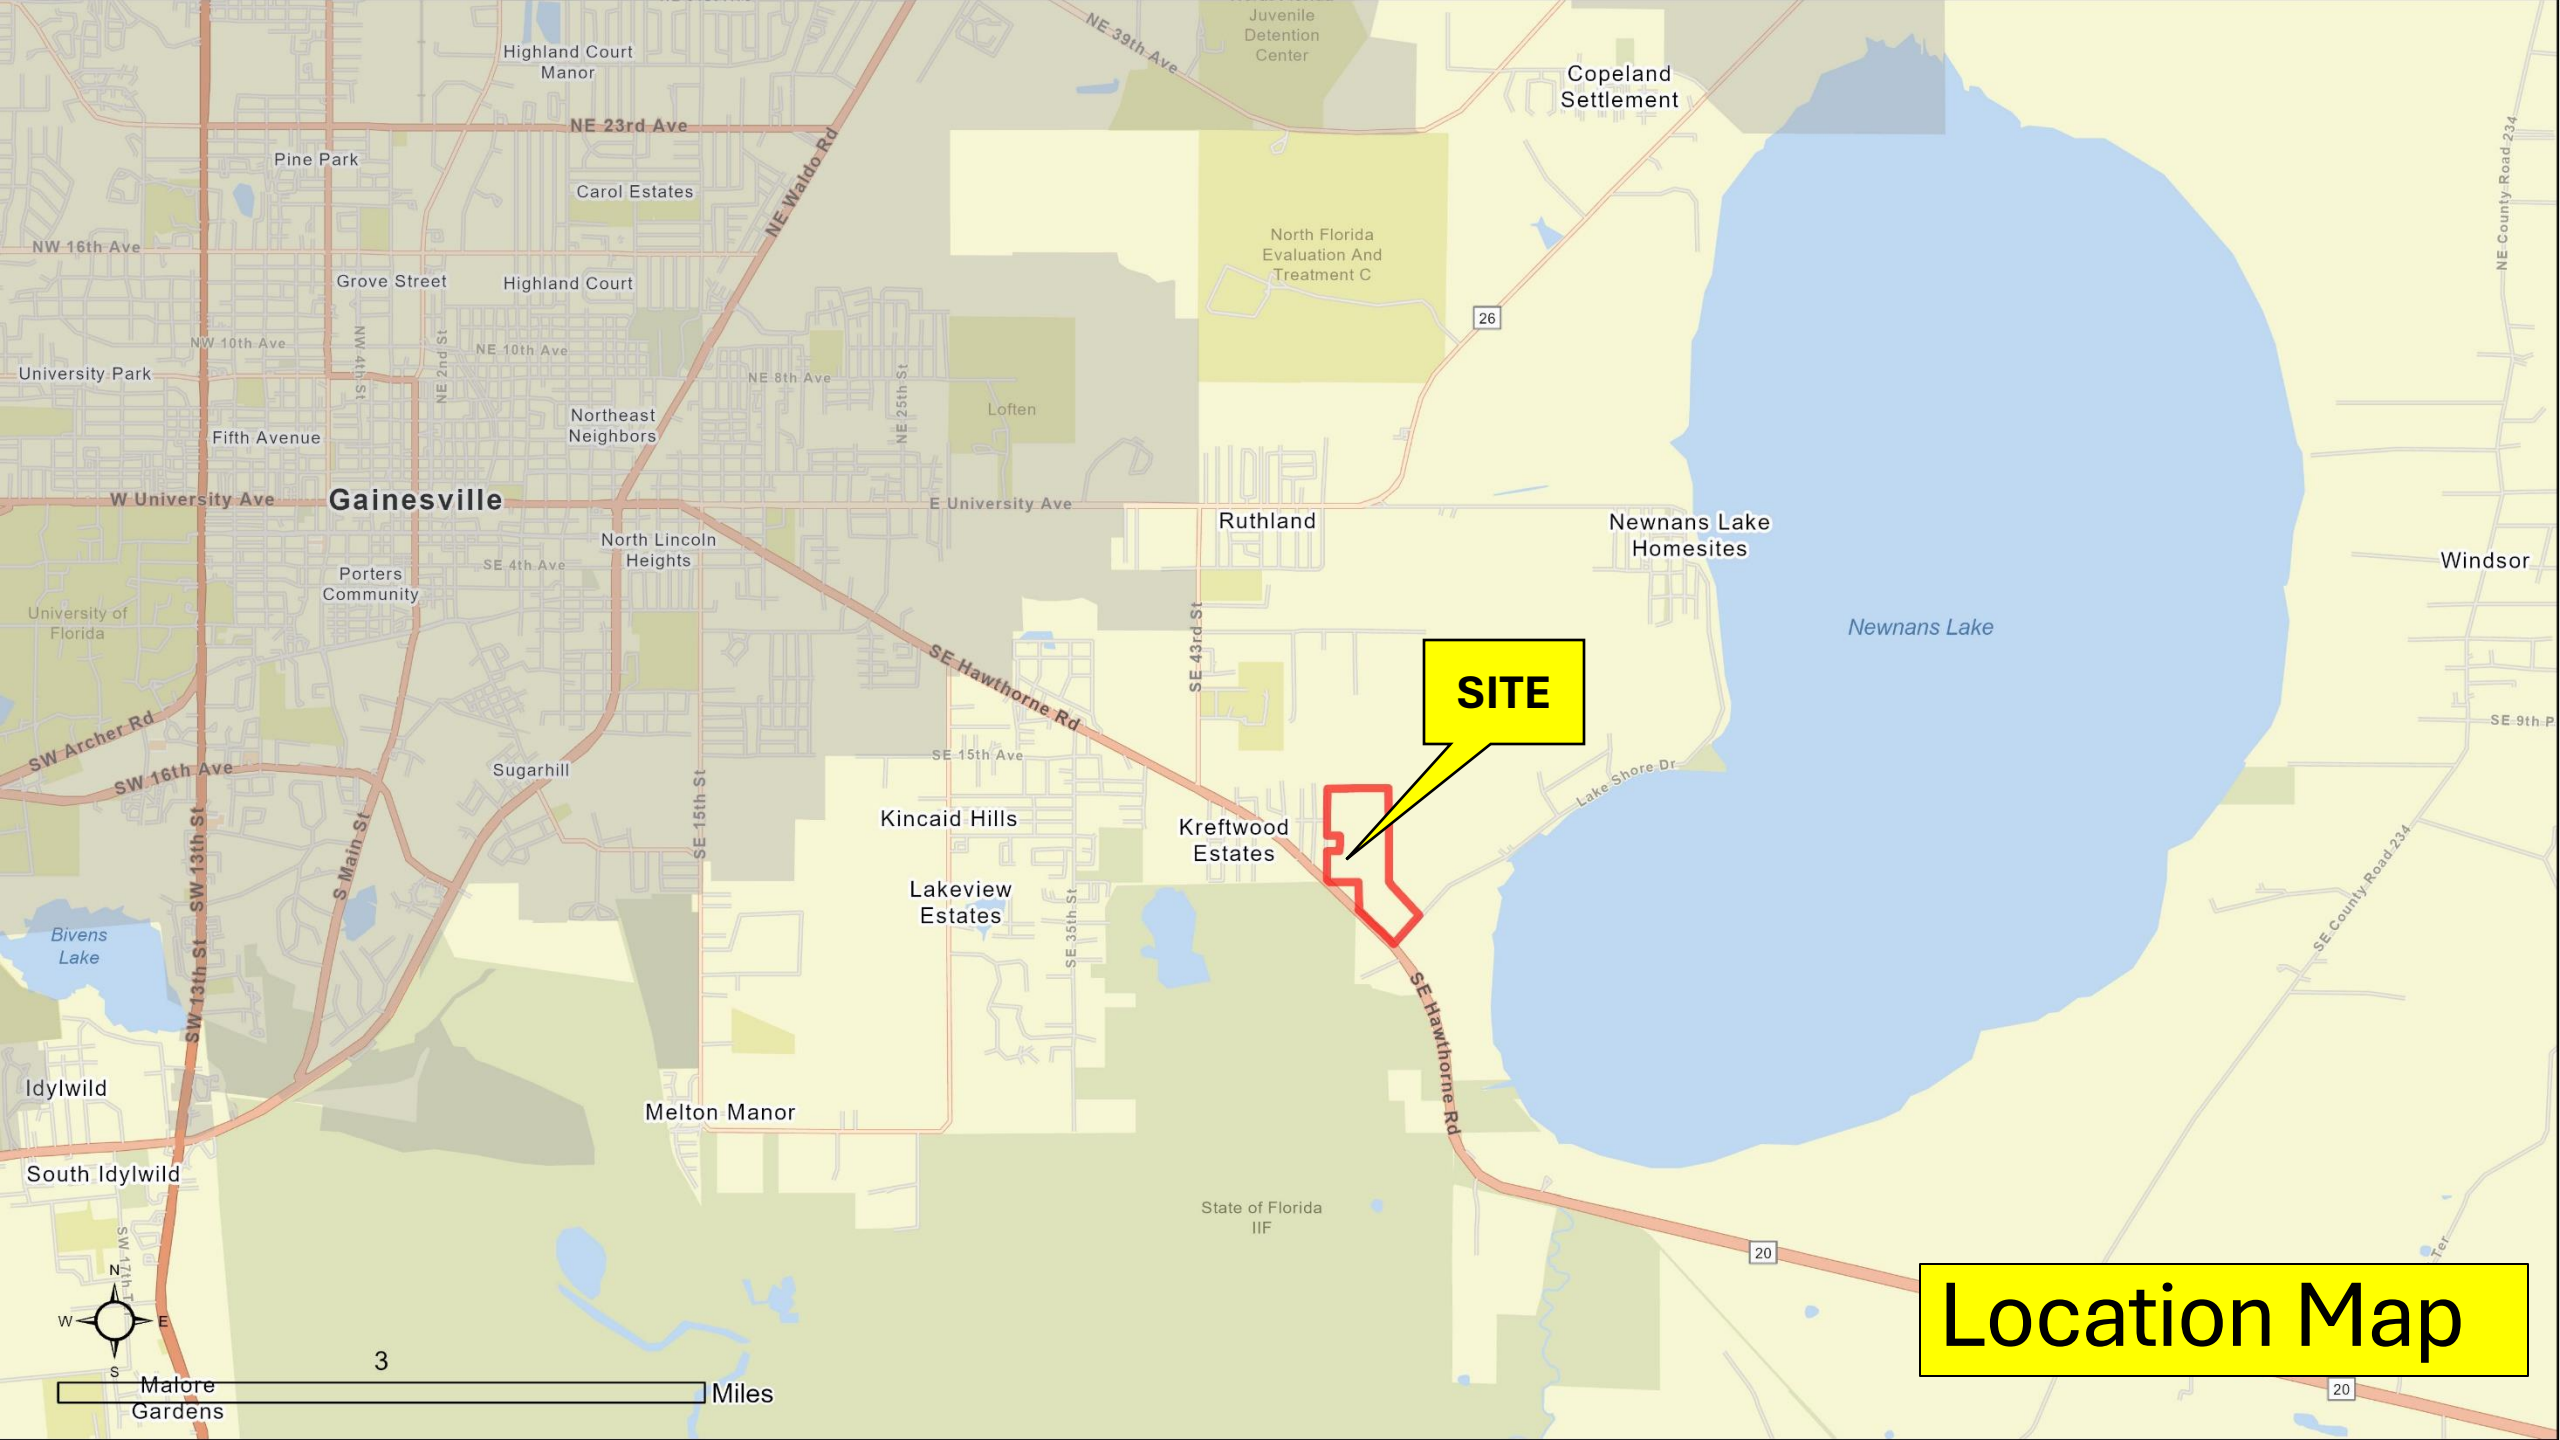 Juvenile
Detention
Center
NE 39th Ave
Highland Court
Manor
Copeland
Settlement
NE 23rd Ave
NE Waldo Rd
Pine Park
Carol Estates
NE County Road 234
NW 16th Ave
North Florida
Evaluation And
Treatment C
Grove Street
Highland Court
26
NW 10th Ave
NW 4th St
NE 2nd St
NE 10th Ave
University Park
NE 8th Ave
NE 25th St
Loften
Northeast
Neighbors
Fifth Avenue
W University Ave
Gainesville
E University Ave
Ruthland
Newnans Lake
Homesites
North Lincoln
Heights
SE 4th Ave
Porters
Community
Windsor
University of
Florida
Newnans Lake
SE 43rd St
SE Hawthorne Rd
SITE
SE 9th P
SW Archer Rd
SW 16th Ave
Sugarhill
SE 15th Ave
SE 15th St
Lake Shore Dr
Kincaid Hills
Kreftwood
Estates
SW 13th St
S Main St
Lakeview
Estates
SE 35th St
SE County Road 234
Bivens
Lake
SW 13th St
SE Hawthorne Rd
Idylwild
Melton Manor
South Idylwild
State of Florida
IIF
SW 17th T
20
Ter
N
W
E
S
Location Map
3
Miles
Malore
Gardens
20